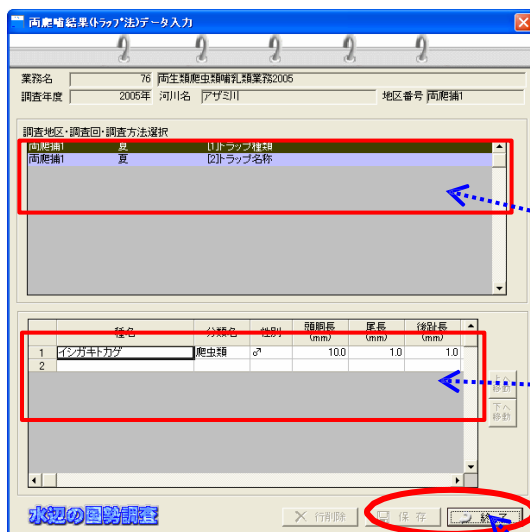 両爬哺結果(ﾄﾗｯﾌﾟ法)データ入力
業務名 76 両生類爬虫類哺乳類業務2005
調査年度 2005年 河川名 アザミ川 地区番号 両爬捕1
調査地区・調査回・調査方法選択
両爬捕1 夏 [1]トラップ種類
両爬捕1 夏 [2]トラップ名称
種名 分類名 性別 頭胴長(mm) 尾長(mm) 後趾長(mm)
1 イシガキトカゲ 爬虫類 ♂ 10.0 1.0 1.0
2
上へ移動
下へ移動
水辺の国勢調査 行削除 保存 終了